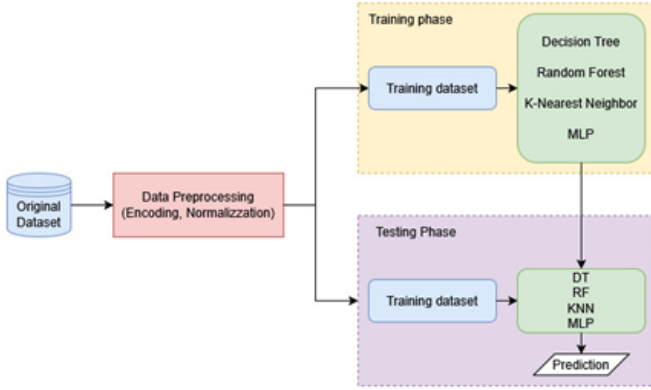 Training phase
Decision Tree
Random Forest
K-Nearest Neighbor
MLP
Training dataset
Original
Dataset
Data Preprocessing
(Encoding, Normalizzation)
Testing Phase
Training dataset
DT
RF
KNN
MLP
Prediction